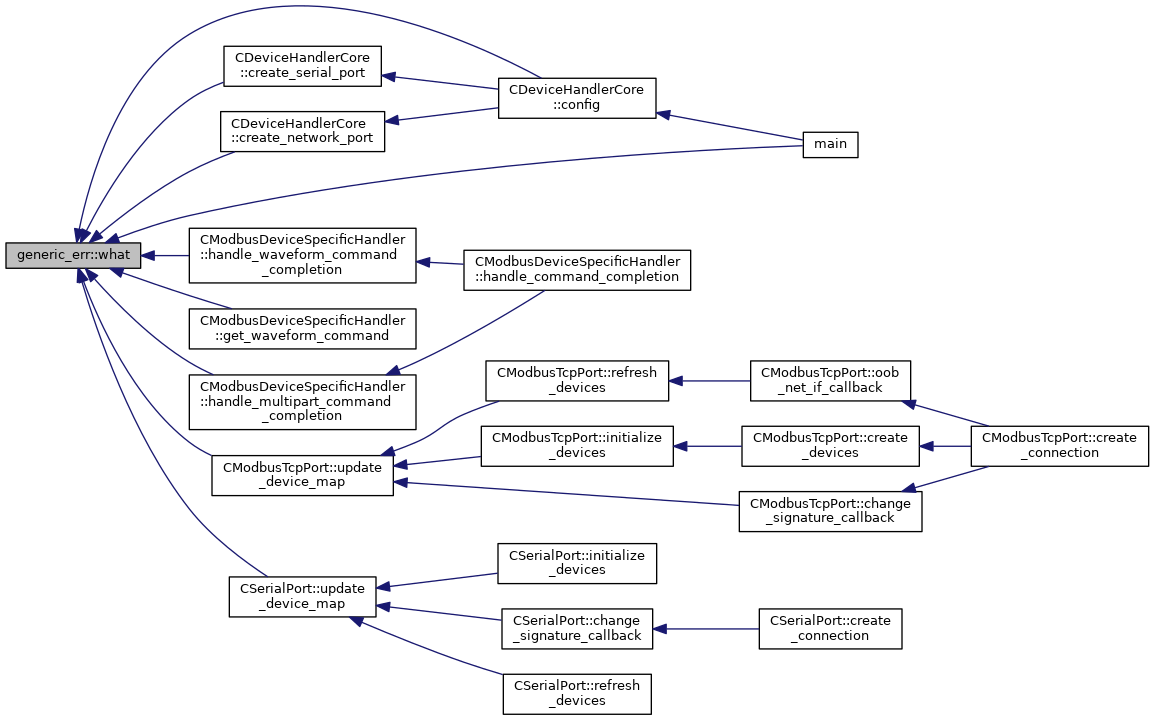 CDeviceHandlerCore
::create_serial_port
CDeviceHandlerCore
::config
CDeviceHandlerCore
::create_network_port
main
generic_err::what
CModbusDeviceSpecificHandler
::handle_waveform_command
_completion
CModbusDeviceSpecificHandler
::handle_command_completion
CModbusDeviceSpecificHandler
::get_waveform_command
CModbusDeviceSpecificHandler
::handle_multipart_command
_completion
CModbusTcpPort::refresh
_devices
CModbusTcpPort::oob
_net_if_callback
CModbusTcpPort::initialize
_devices
CModbusTcpPort::create
_devices
CModbusTcpPort::create
_connection
CModbusTcpPort::update
_device_map
CModbusTcpPort::change
_signature_callback
CSerialPort::initialize
_devices
CSerialPort::update
_device_map
CSerialPort::change
_signature_callback
CSerialPort::create
_connection
CSerialPort::refresh
_devices